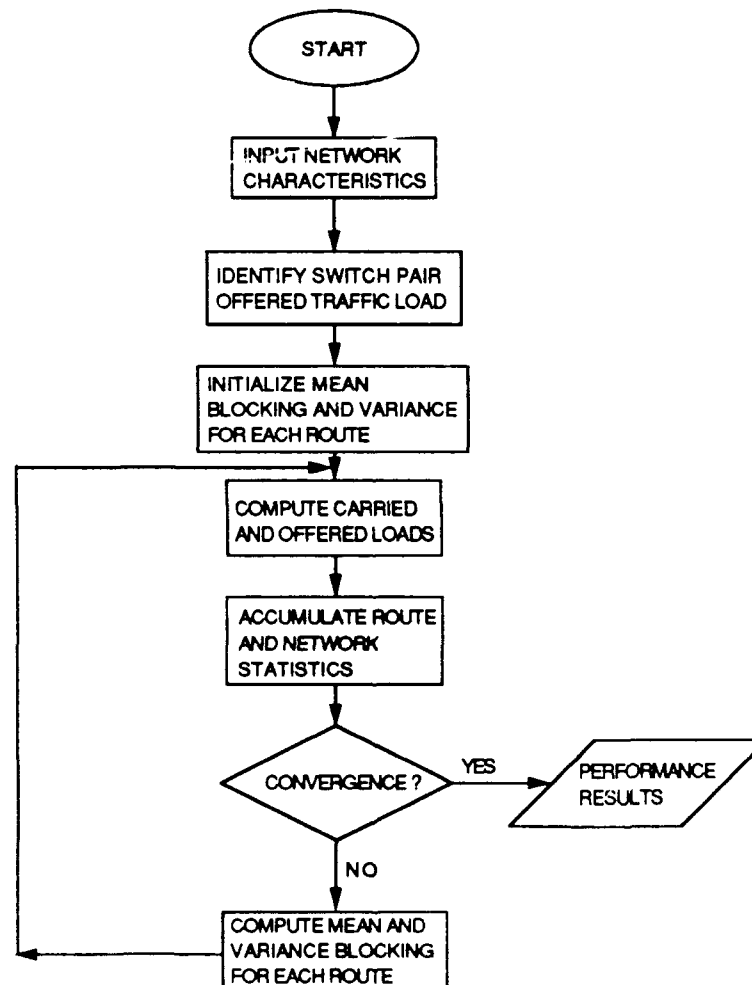 START
INPUT NETWORK
CHARACTERISTICS
IDENTIFY SWITCH PAIR
OFFERED TRAFFIC LOAD
INITIALIZE MEAN
BLOCKING AND VARIANCE
FOR EACH ROUTE
COMPUTE CARRIED
AND OFFERED LOADS
ACCUMULATE ROUTE
AND NETWORK
STATISTICS
CONVERGENCE ?
YES
PERFORMANCE
RESULTS
NO
COMPUTE MEAN AND
VARIANCE BLOCKING
FOR EACH ROUTE